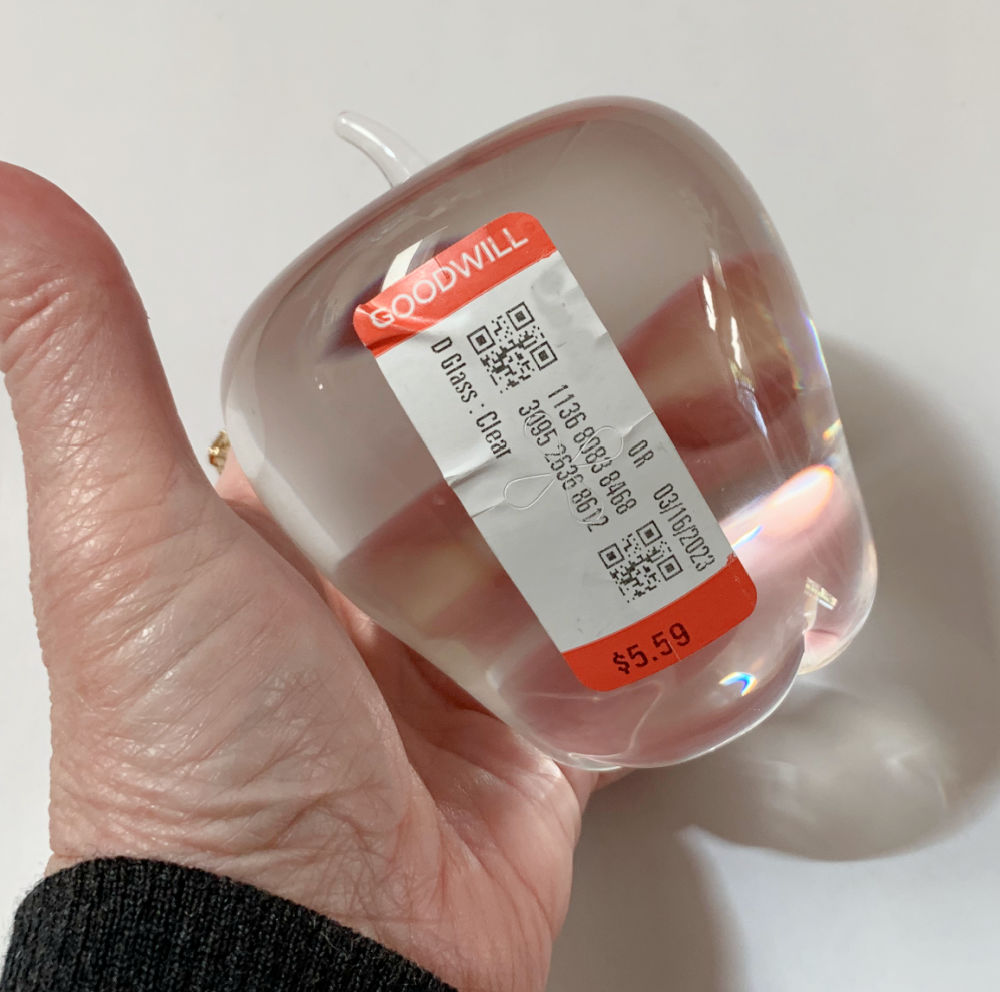 GOODWILL
D Glass : Clear
1136 8083 8468
3095 2636 8612
OR 03/16/2023
$5.59